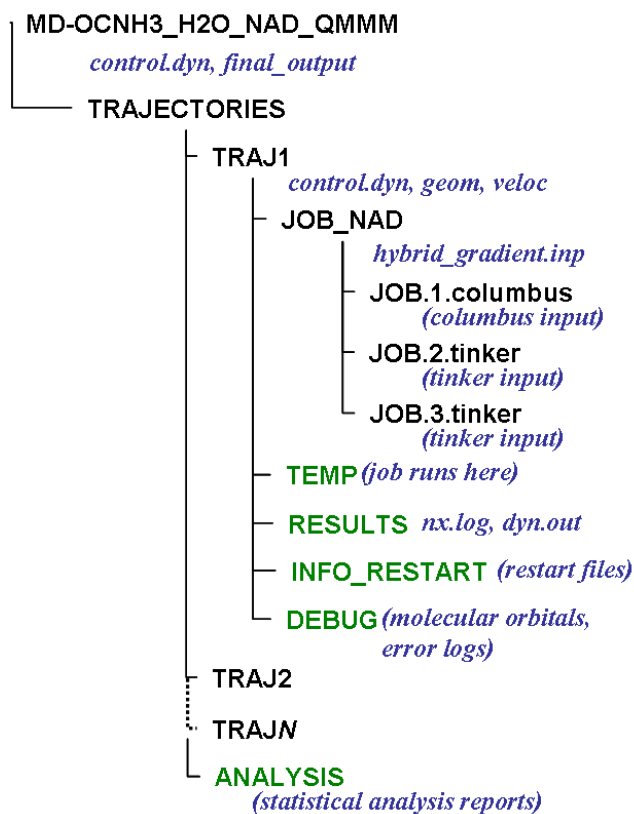 MD-OCNH3_H2O_NAD_QMMM
control.dyn, final_output
TRAJECTORIES
TRAJ1
control.dyn, geom, veloc
JOB_NAD
hybrid_gradient.inp
JOB.1.columbus
(columbus input)
JOB.2.tinker
(tinker input)
JOB.3.tinker
(tinker input)
TEMP (job runs here)
RESULTS nx.log, dyn.out
INFO_RESTART (restart files)
DEBUG (molecular orbitals,
error logs)
TRAJ2
TRAJN
ANALYSIS
(statistical analysis reports)